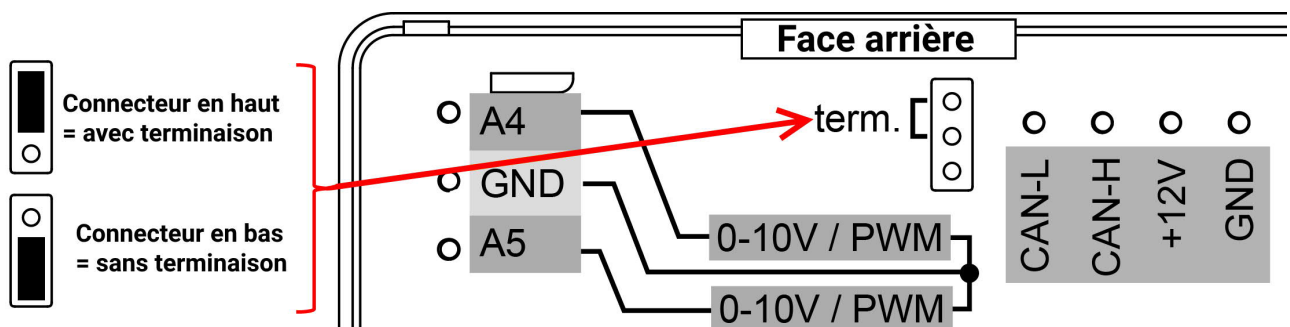 Face arrière
Connecteur en haut
= avec terminaison
Connecteur en bas
= sans terminaison
A4
GND
A5
term.
0-10V / PWM
0-10V / PWM
CAN-L
CAN-H
+12V
GND